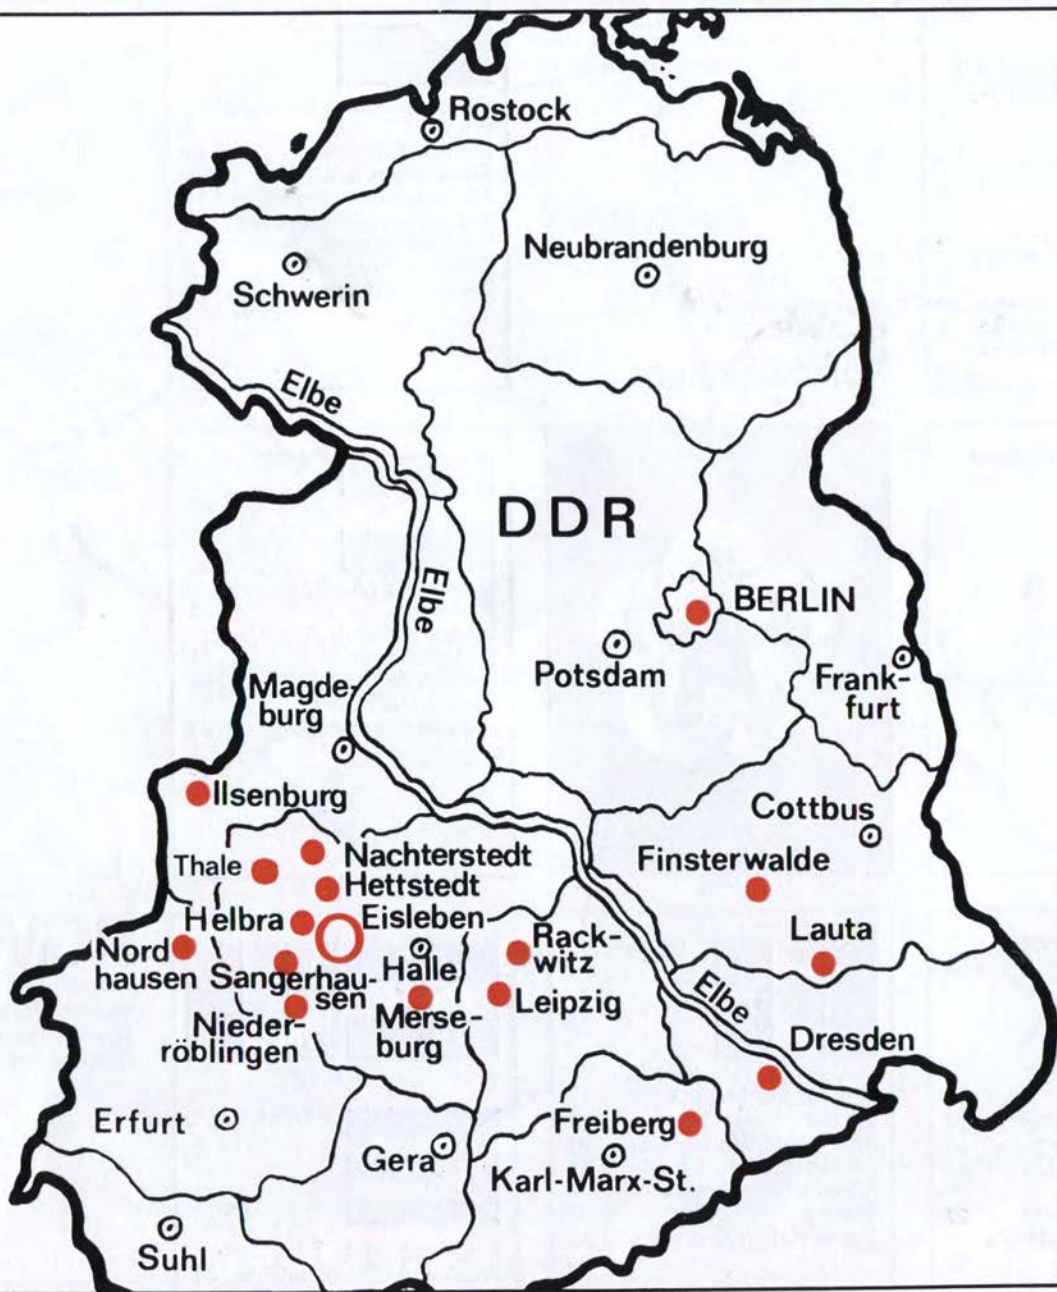 Rostock
Neubrandenburg
Schwerin
Elbe
DDR
Elbe
BERLIN
Potsdam
Frank-
furt
Magde-
burg
Ilsenburg
Cottbus
Finsterwalde
Nachterstedt
Thale
Hettstedt
Helbra
Eisleben
Lauta
Nord
hausen
Sangerhau-
sen
Halle
Rack-
witz
Leipzig
Elbe
Nieder-
röblingen
Merse-
burg
Dresden
Erfurt
Freiberg
Gera
Karl-Marx-St.
Suhl